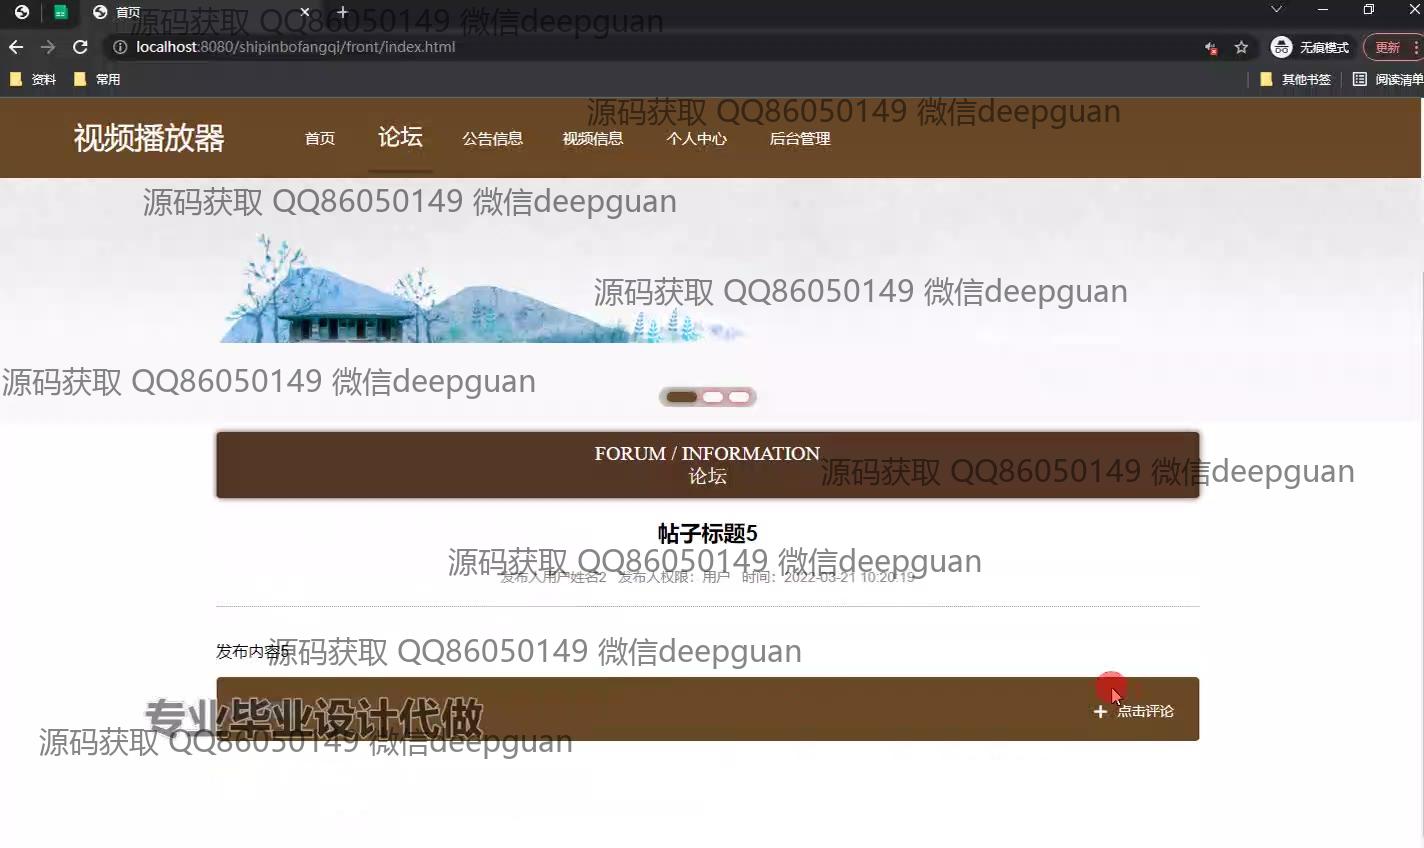 首页
源码获取 QQ86050149 微信deepguan
localhost:8080/shipinbofangqi/front/index.html
无痕模式
更新
资料
常用
其他书签
阅读清单
源码获取 QQ86050149 微信deepguan
视频播放器
首页
论坛
公告信息
视频信息
个人中心
后台管理
源码获取 QQ86050149 微信deepguan
源码获取 QQ86050149 微信deepguan
源码获取 QQ86050149 微信deepguan
FORUM / INFORMATION
论坛
源码获取 QQ86050149 微信deepguan
帖子标题5
源码获取 QQ86050149 微信deepguan
发布人用户姓名2 发布人权限：用户 时间：2022-03-21 10:20:19
发布内容5
源码获取 QQ86050149 微信deepguan
点击评论
专业毕业设计代做
源码获取 QQ86050149 微信deepguan